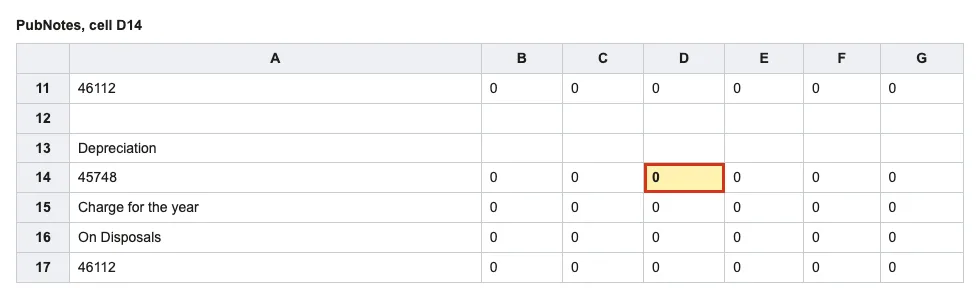 PubNotes, cell D14
A B C D E F G
11 46112 0 0 0 0 0 0
12
13 Depreciation
14 45748 0 0 0 0 0 0
15 Charge for the year 0 0 0 0 0 0
16 On Disposals 0 0 0 0 0 0
17 46112 0 0 0 0 0 0